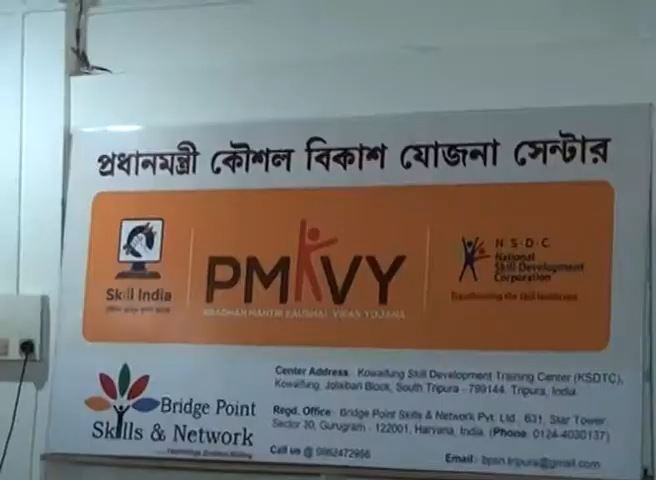 প্রধানমন্ত্রী কৌশল বিকাশ যোজনা সেন্টার
Skill India
PMKVY
PRADHAN MANTRI KAUSHAL VIKAS YOJANA
N·S·D·C
National
Skill Development
Corporation
Transforming the skill landscape
Bridge Point
Skills & Network
Center Address : Kowaifung Skill Development Training Center (KSDTC),
Kowaifung, Jolaibari Block, South Tripura - 799144, Tripura, India.
Regd. Office : Bridge Point Skills & Network Pvt. Ltd., 631, Star Tower
Sector 30, Gurugram - 122001, Haryana, India. (Phone: 0124-4030137)
Call us @ 9862472966
Email: bpsn.tripura@gmail.com